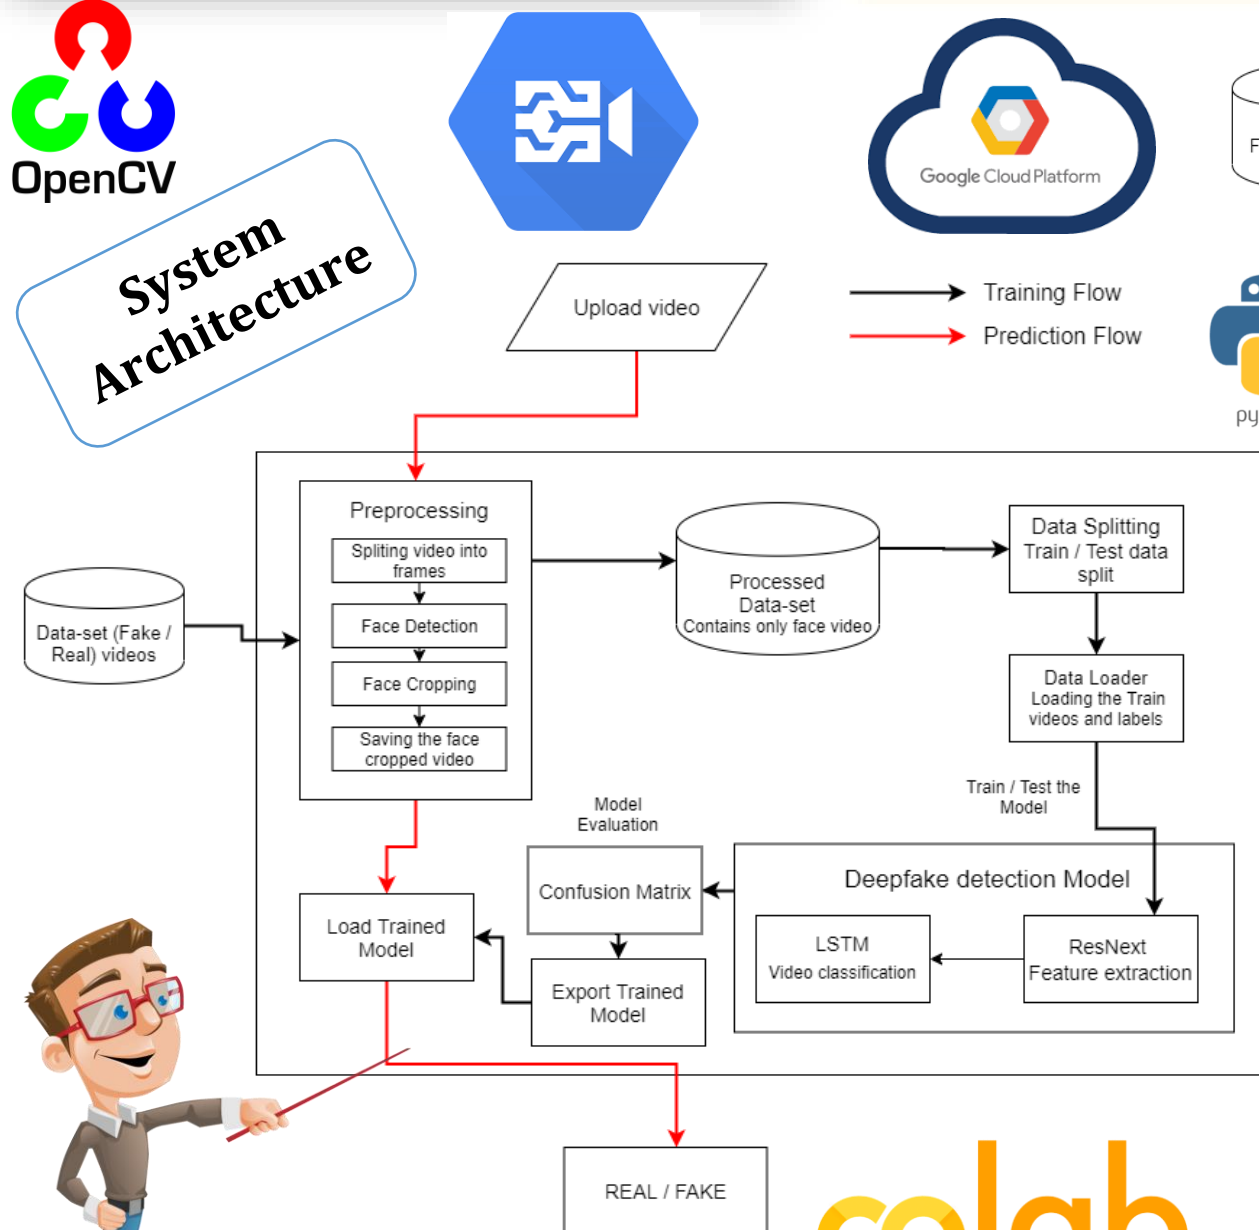 OpenCV
System
Architecture
Google Cloud Platform
F
Upload video
Training Flow
Prediction Flow
py
Preprocessing
Spliting video into
frames
Face Detection
Face Cropping
Saving the face
cropped video
Data-set (Fake /
Real) videos
Processed
Data-set
Contains only face video
Data Splitting
Train / Test data
split
Data Loader
Loading the Train
videos and labels
Train / Test the
Model
Model
Evaluation
Confusion Matrix
Deepfake detection Model
LSTM
Video classification
ResNext
Feature extraction
Load Trained
Model
Export Trained
Model
REAL / FAKE
colab